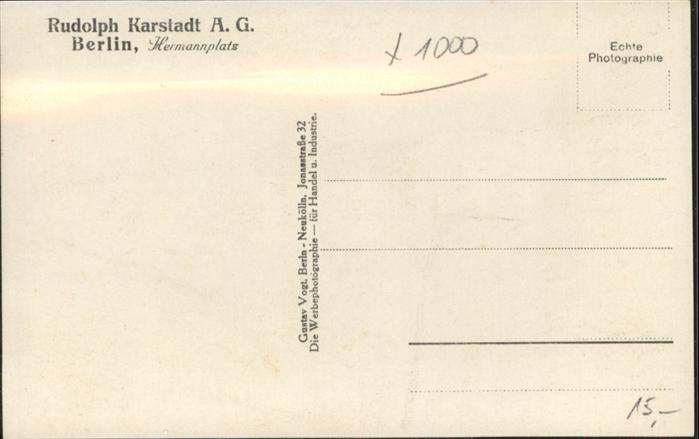 Rudolph Karstadt A. G.
Berlin, Hermannplatz
x 1000
Echte
Photographie
Gustav Vogt, Berlin - Neukölln, Jonasstraße 32
Die Werbephotographie — für Handel u. Industrie.
15,-